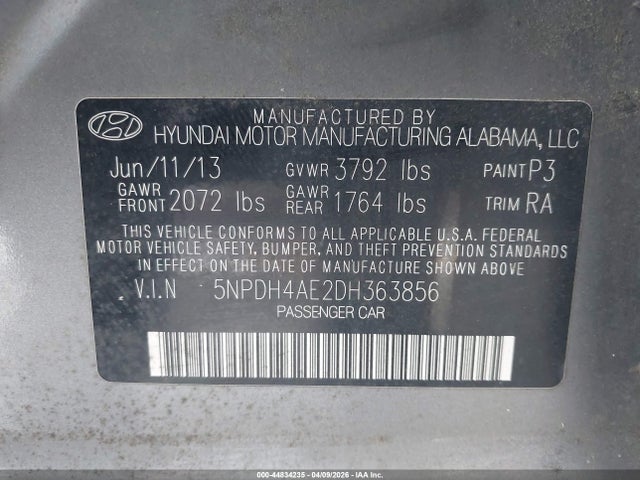 MANUFACTURED BY
HYUNDAI MOTOR MANUFACTURING ALABAMA, LLC
Jun/11/13 GVWR 3792 lbs PAINT P3
GAWR FRONT 2072 lbs GAWR REAR 1764 lbs TRIM RA
THIS VEHICLE CONFORMS TO ALL APPLICABLE U.S.A. FEDERAL
MOTOR VEHICLE SAFETY, BUMPER, AND THEFT PREVENTION STANDARDS
IN EFFECT ON THE DATE OF MANUFACTURE SHOWN ABOVE.
V.I.N 5NPDH4AE2DH363856
PASSENGER CAR
000-44834235 - 04/09/2026 - IAA Inc.